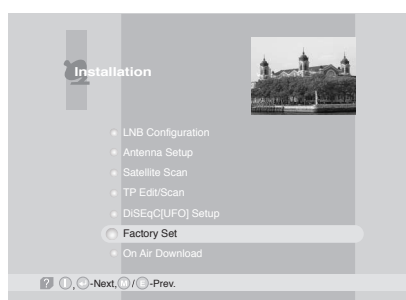 Installation
LNB Configuration
Antenna Setup
Satellite Scan
TP Edit/Scan
DiSEqC[UFO] Setup
Factory Set
On Air Download
? , -Next, M / E -Prev.